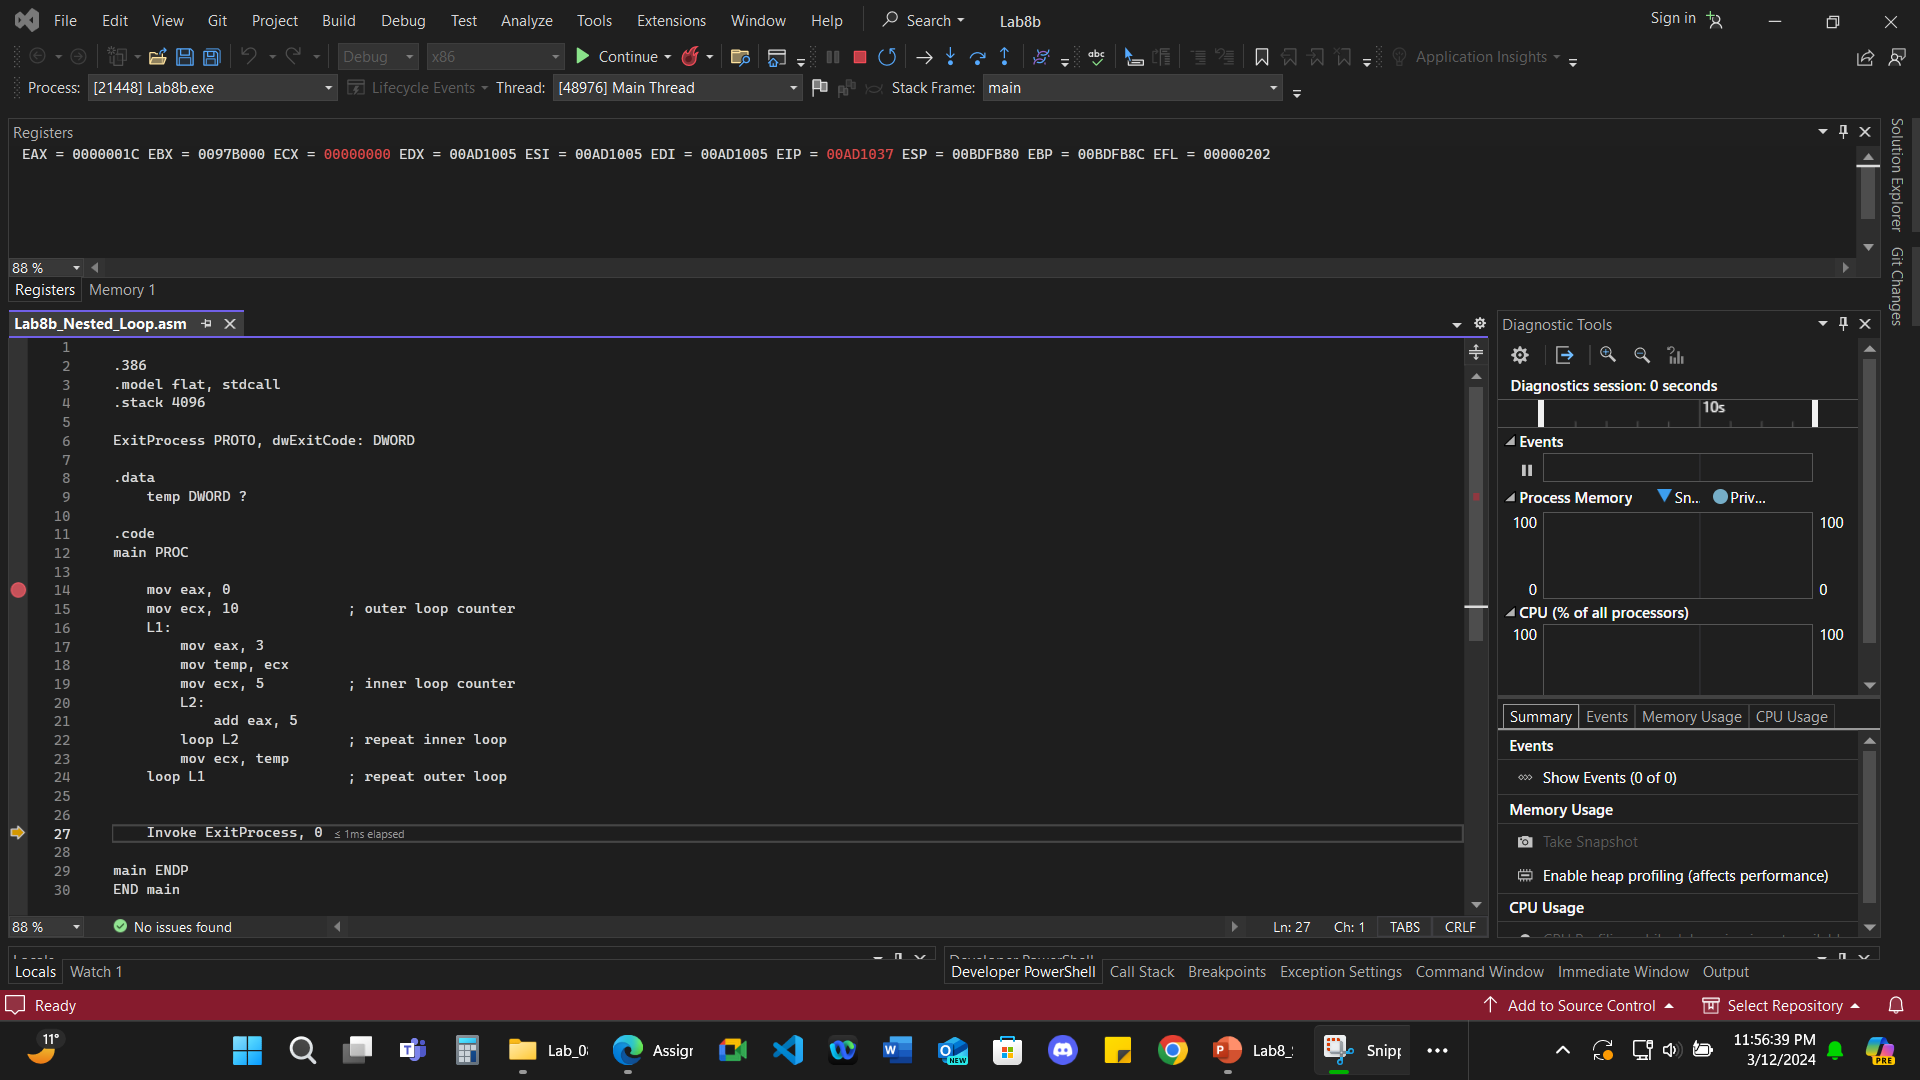 File Edit View Git Project Build Debug Test Analyze Tools Extensions Window Help Search Lab8b Sign in
Debug x86 Continue Application Insights
Process: [21448] Lab8b.exe Lifecycle Events Thread: [48976] Main Thread Stack Frame: main
Registers
EAX = 0000001C EBX = 0097B000 ECX = 00000000 EDX = 00AD1005 ESI = 00AD1005 EDI = 00AD1005 EIP = 00AD1037 ESP = 00BDFB80 EBP = 00BDFB8C EFL = 00000202
88 %
Registers Memory 1
Solution Explorer
Git Changes
Lab8b_Nested_Loop.asm
1
2 .386
3 .model flat, stdcall
4 .stack 4096
5
6 ExitProcess PROTO, dwExitCode: DWORD
7
8 .data
9 temp DWORD ?
10
11 .code
12 main PROC
13
14 mov eax, 0
15 mov ecx, 10 ; outer loop counter
16 L1:
17 mov eax, 3
18 mov temp, ecx
19 mov ecx, 5 ; inner loop counter
20 L2:
21 add eax, 5
22 loop L2 ; repeat inner loop
23 mov ecx, temp
24 loop L1 ; repeat outer loop
25
26
27 Invoke ExitProcess, 0 ≤ 1ms elapsed
28
29 main ENDP
30 END main
88 % No issues found Ln: 27 Ch: 1 TABS CRLF
Diagnostic Tools
Diagnostics session: 0 seconds
10s
Events
Process Memory Sn... Priv...
100 100
0 0
CPU (% of all processors)
100 100
Summary Events Memory Usage CPU Usage
Events
Show Events (0 of 0)
Memory Usage
Take Snapshot
Enable heap profiling (affects performance)
CPU Usage
Locals Watch 1
Developer PowerShell
Developer PowerShell Call Stack Breakpoints Exception Settings Command Window Immediate Window Output
Ready Add to Source Control Select Repository
11° Lab_0 Assigr Lab8_ Snipp 11:56:39 PM
3/12/2024
NEW
PRE